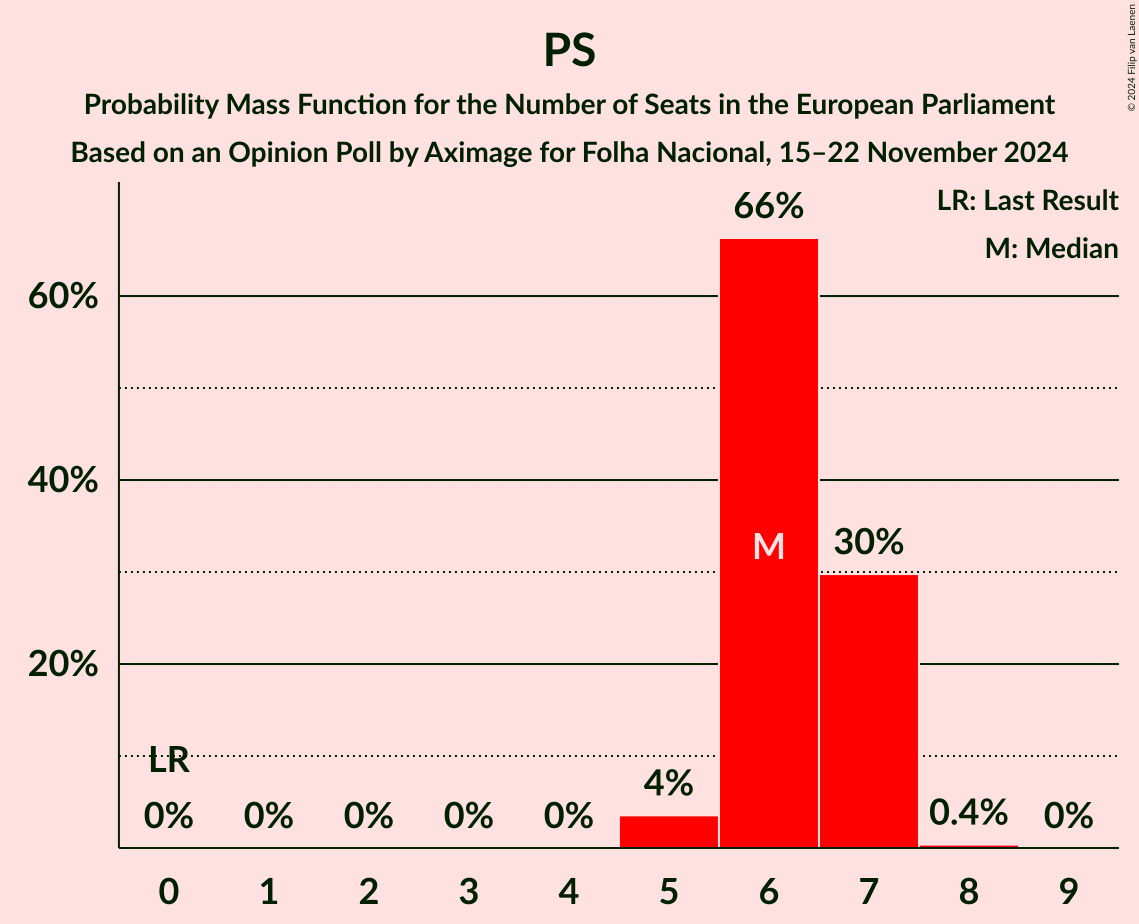 PS
Probability Mass Function for the Number of Seats in the European Parliament
Based on an Opinion Poll by Aximage for Folha Nacional, 15–22 November 2024
© 2024 Filip van Laenen
LR: Last Result
M: Median
66%
60%
40%
M
30%
20%
LR
0%
0%
0%
0%
0%
4%
0.4%
0%
0 1 2 3 4 5 6 7 8 9